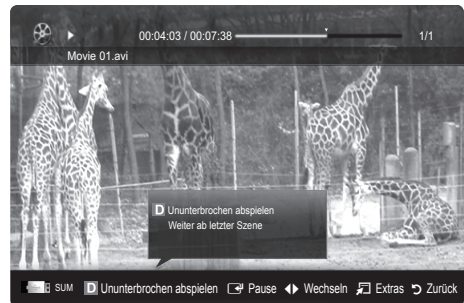 00:04:03 / 00:07:38 1/1
Movie 01.avi
D Ununterbrochen abspielen
Weiter ab letzter Szene
SUM D Ununterbrochen abspielen Pause Wechseln Extras Zurück